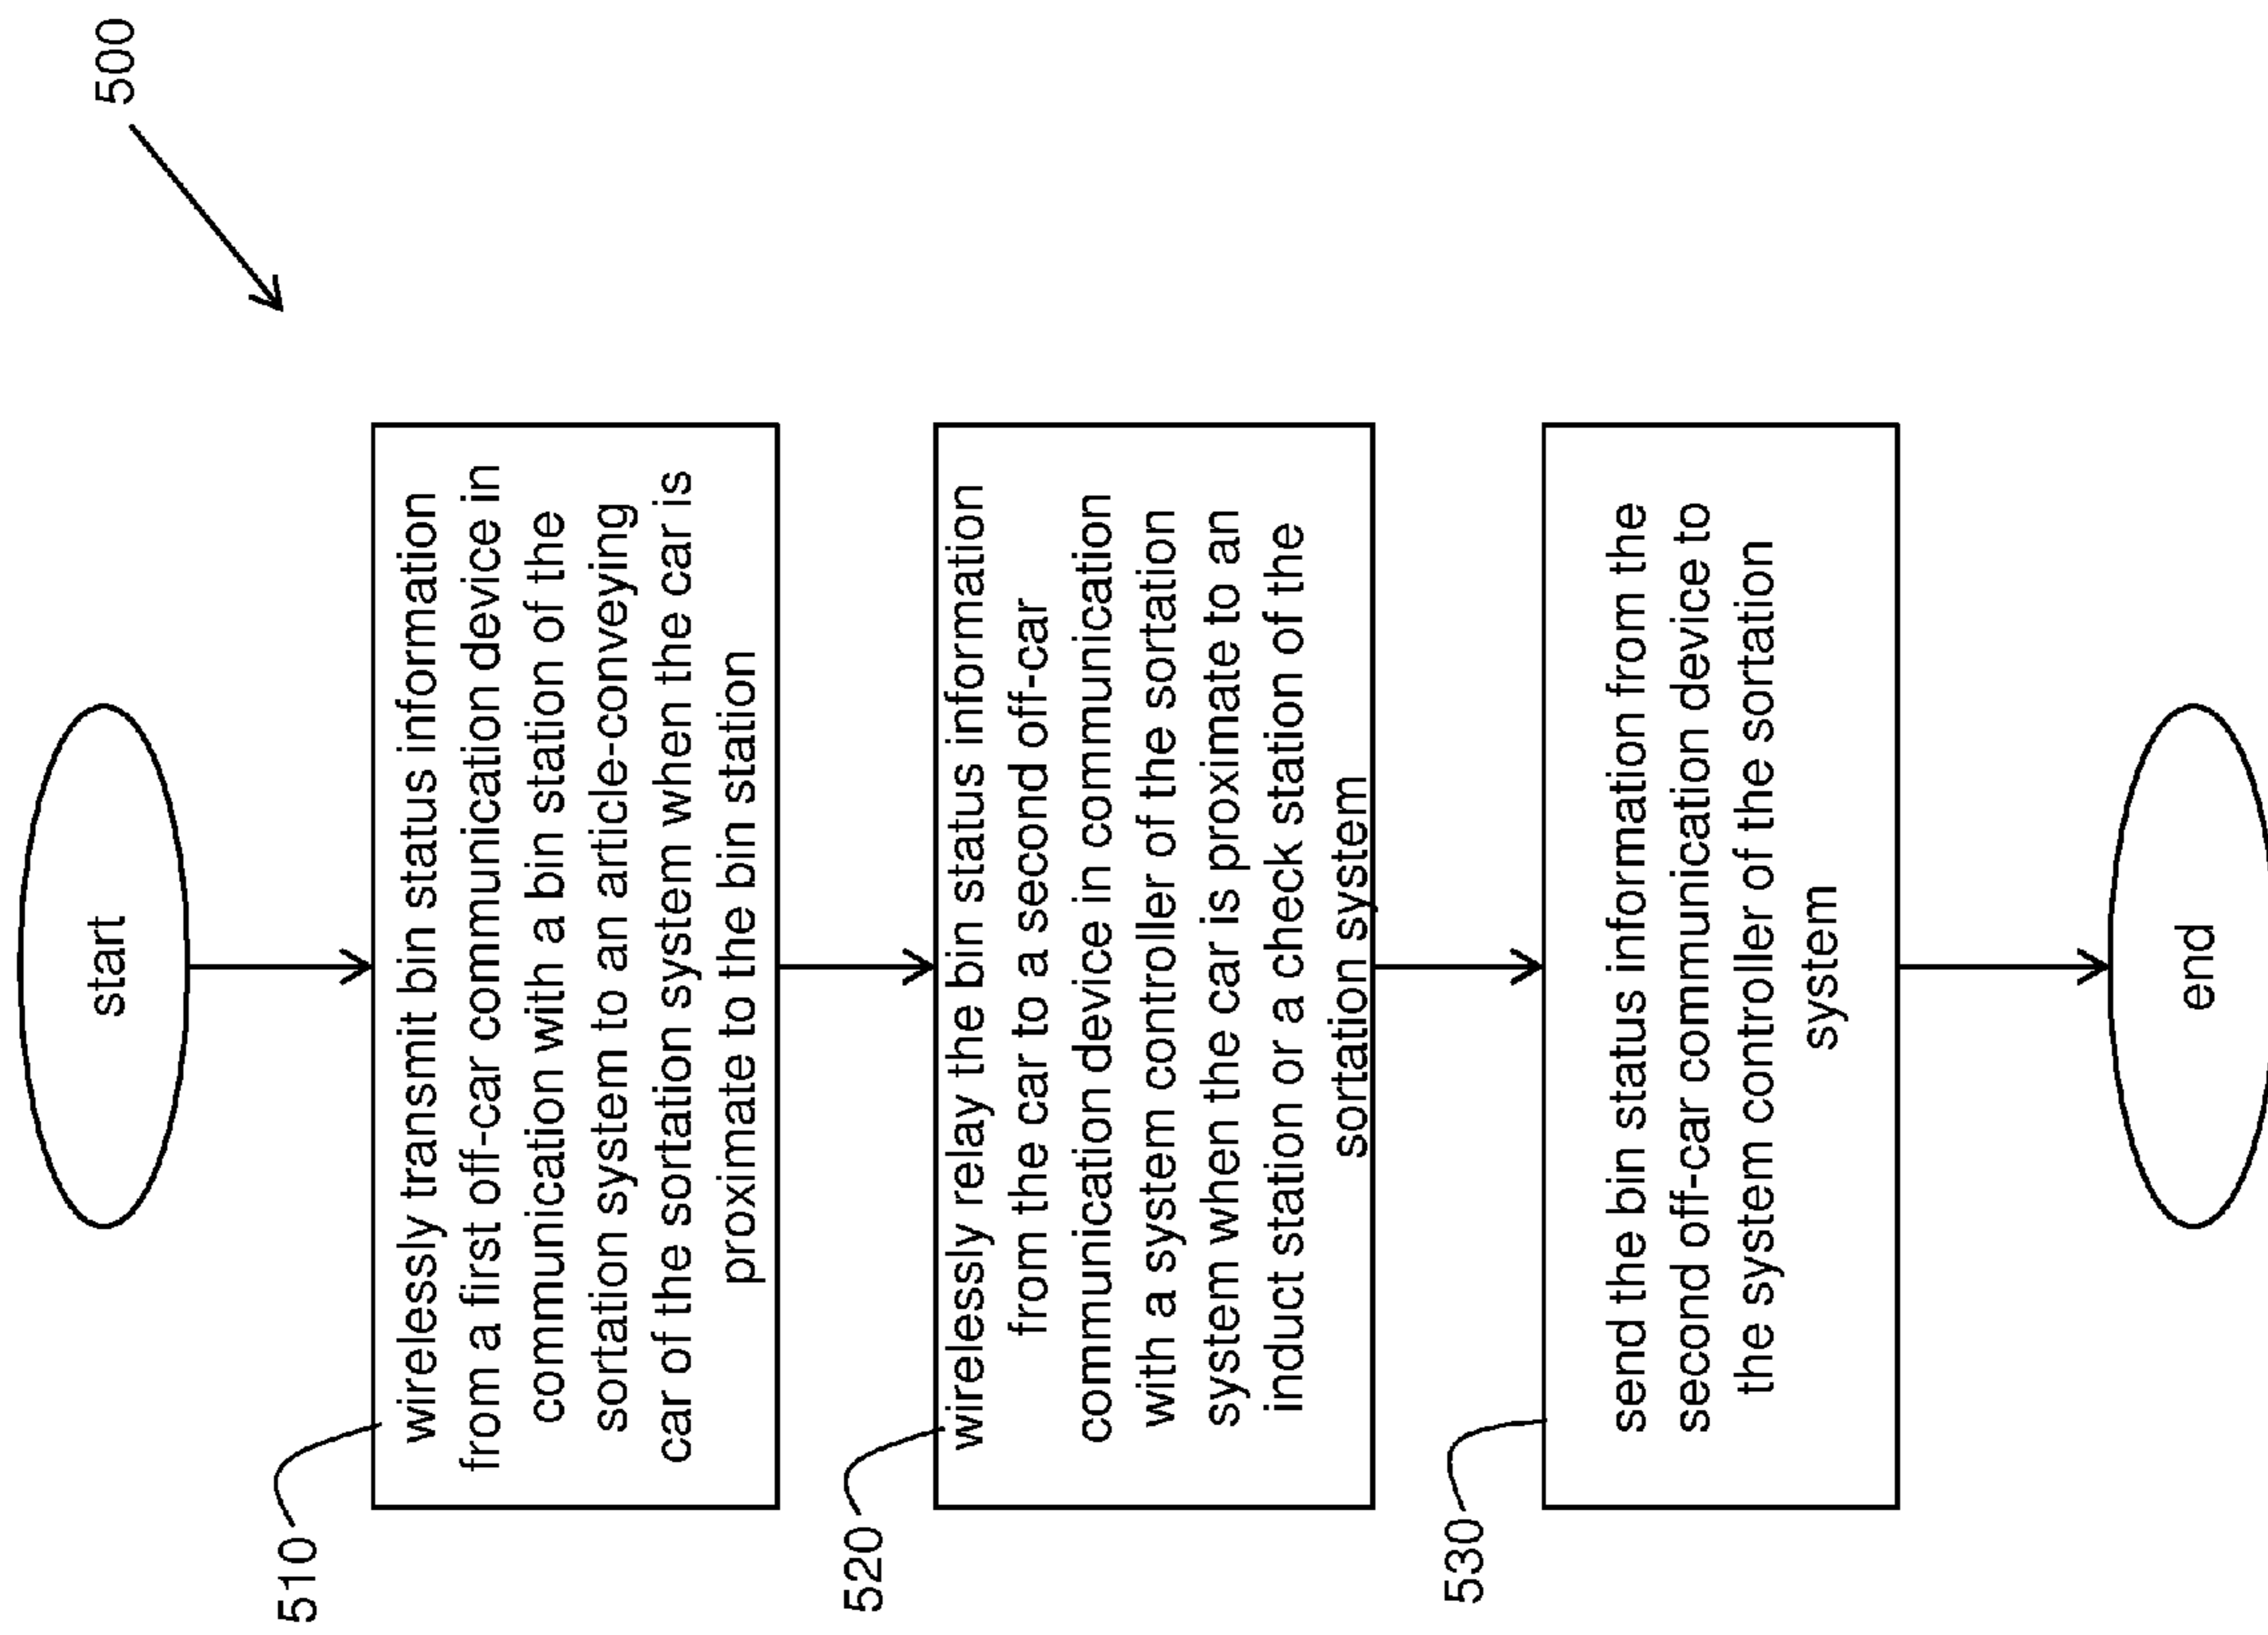 500
start
510
wirelessly transmit bin status information
from a first off-car communication device in
communication with a bin station of the
sortation system to an article-conveying
car of the sortation system when the car is
proximate to the bin station
520
wirelessly relay the bin status information
from the car to a second off-car
communication device in communication
with a system controller of the sortation
system when the car is proximate to an
induct station or a check station of the
sortation system
530
send the bin status information from the
second off-car communication device to
the system controller of the sortation
system
end